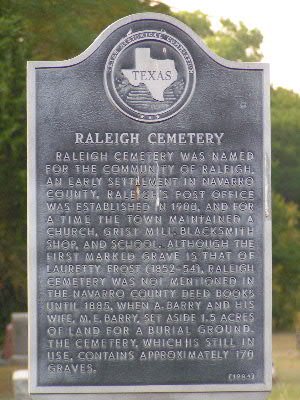 TEXAS HISTORICAL COMMISSION
TEXAS
RALEIGH CEMETERY
RALEIGH CEMETERY WAS NAMED
FOR THE COMMUNITY OF RALEIGH,
AN EARLY SETTLEMENT IN NAVARRO
COUNTY. RALEIGH'S POST OFFICE
WAS ESTABLISHED IN AND FOR
A TIME THE TOWN MAINTAINED A
CHURCH, GRIST MILL, BLACKSMITH
SHOP, AND SCHOOL. ALTHOUGH THE
FIRST MARKED GRAVE IS THAT OF
LAURETTY FROST (1852-54), RALEIGH
CEMETERY WAS NOT MENTIONED IN
THE NAVARRO COUNTY DEED BOOKS
UNTIL 1885, WHEN A. BARRY AND HIS
WIFE, M. E. BARRY, SET ASIDE 1.5 ACRES
OF LAND FOR A BURIAL GROUND.
THE CEMETERY, WHICH IS STILL IN
USE, CONTAINS APPROXIMATELY 170
GRAVES.
(1984)